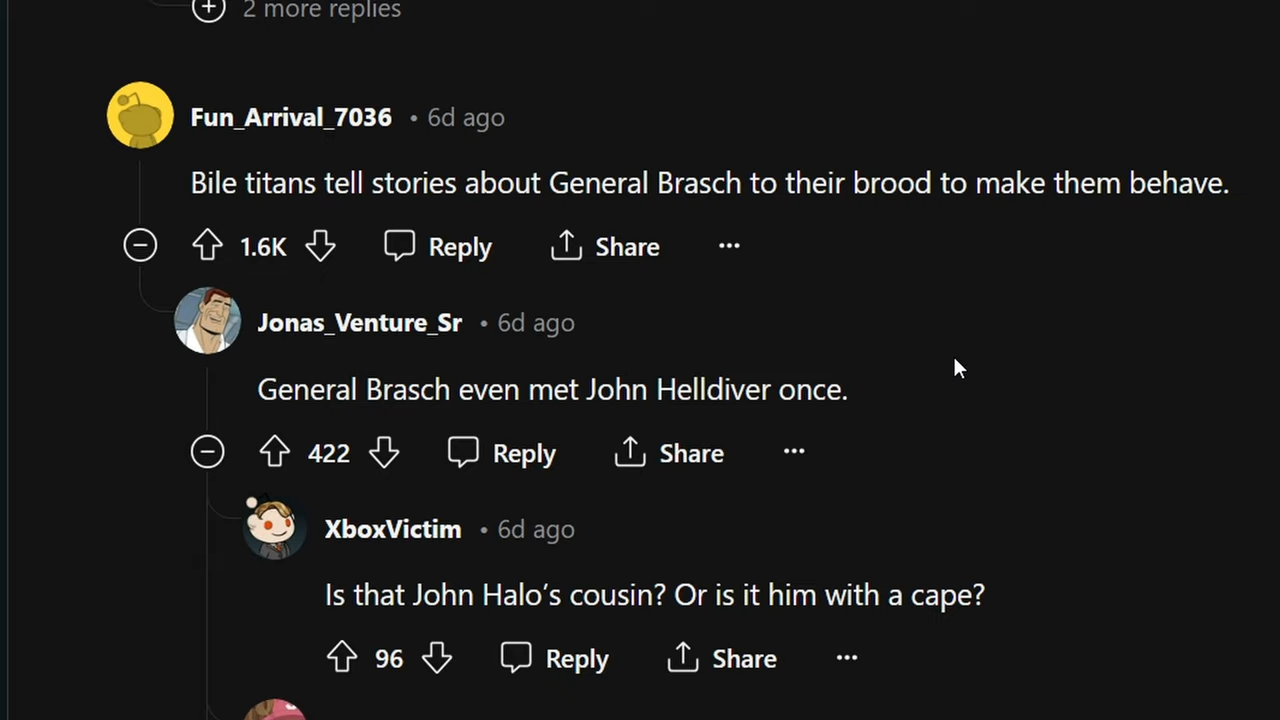 2 more replies
Fun_Arrival_7036 • 6d ago
Bile titans tell stories about General Brasch to their brood to make them behave.
1.6K Reply Share ...
Jonas_Venture_Sr • 6d ago
General Brasch even met John Helldiver once.
422 Reply Share ...
XboxVictim • 6d ago
Is that John Halo’s cousin? Or is it him with a cape?
96 Reply Share ...